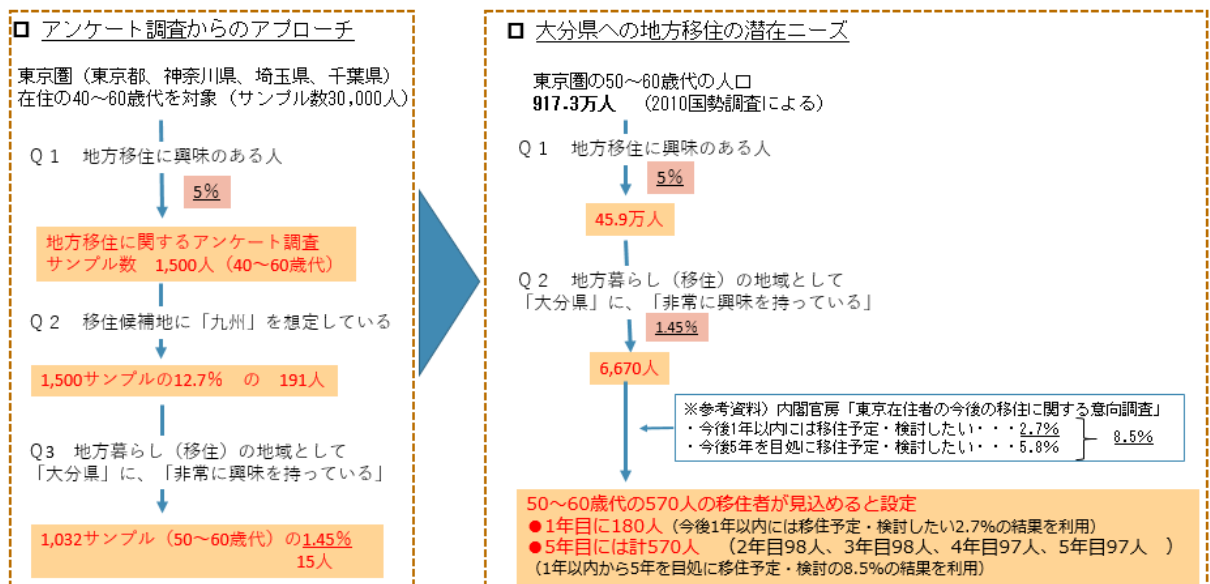 □ アンケート調査からのアプローチ
東京圏（東京都、神奈川県、埼玉県、千葉県）
在住の40～60歳代を対象（サンプル数30,000人）
Q１ 地方移住に興味のある人
5%
地方移住に関するアンケート調査
サンプル数 1,500人（40～60歳代）
Q２ 移住候補地に「九州」を想定している
1,500サンプルの12.7% の 191人
Q3 地方暮らし（移住）の地域として
「大分県」に、「非常に興味を持っている」
1,032サンプル（50～60歳代）の1.45%
15人
□ 大分県への地方移住の潜在ニーズ
東京圏の50～60歳代の人口
917.3万人 （2010国勢調査による）
Q１ 地方移住に興味のある人
5%
45.9万人
Q２ 地方暮らし（移住）の地域として
「大分県」に、「非常に興味を持っている」
1.45%
6,670人
※参考資料）内閣官房「東京在住者の今後の移住に関する意向調査」
・今後1年以内には移住予定・検討したい・・・2.7%
・今後5年を目処に移住予定・検討したい・・・5.8%
8.5%
50～60歳代の570人の移住者が見込めると設定
●1年目に180人（今後1年以内には移住予定・検討したい2.7%の結果を利用）
●5年目には計570人 （2年目98人、3年目98人、4年目97人、5年目97人 ）
（1年以内から5年を目処に移住予定・検討の8.5%の結果を利用）